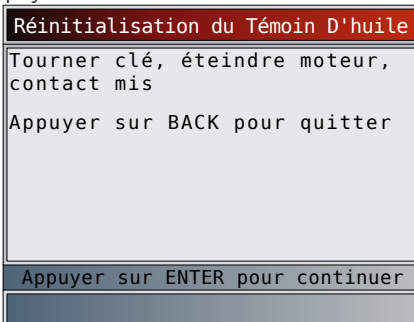 Réinitialisation du Témoin D'huile
Tourner clé, éteindre moteur,
contact mis
Appuyer sur BACK pour quitter
Appuyer sur ENTER pour continuer